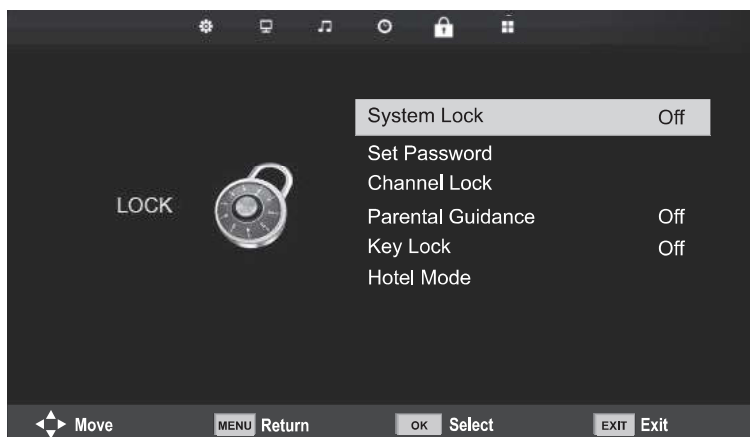 System Lock Off
Set Password
Channel Lock
LOCK
Parental Guidance Off
Key Lock Off
Hotel Mode
Move MENU Return OK Select EXIT Exit